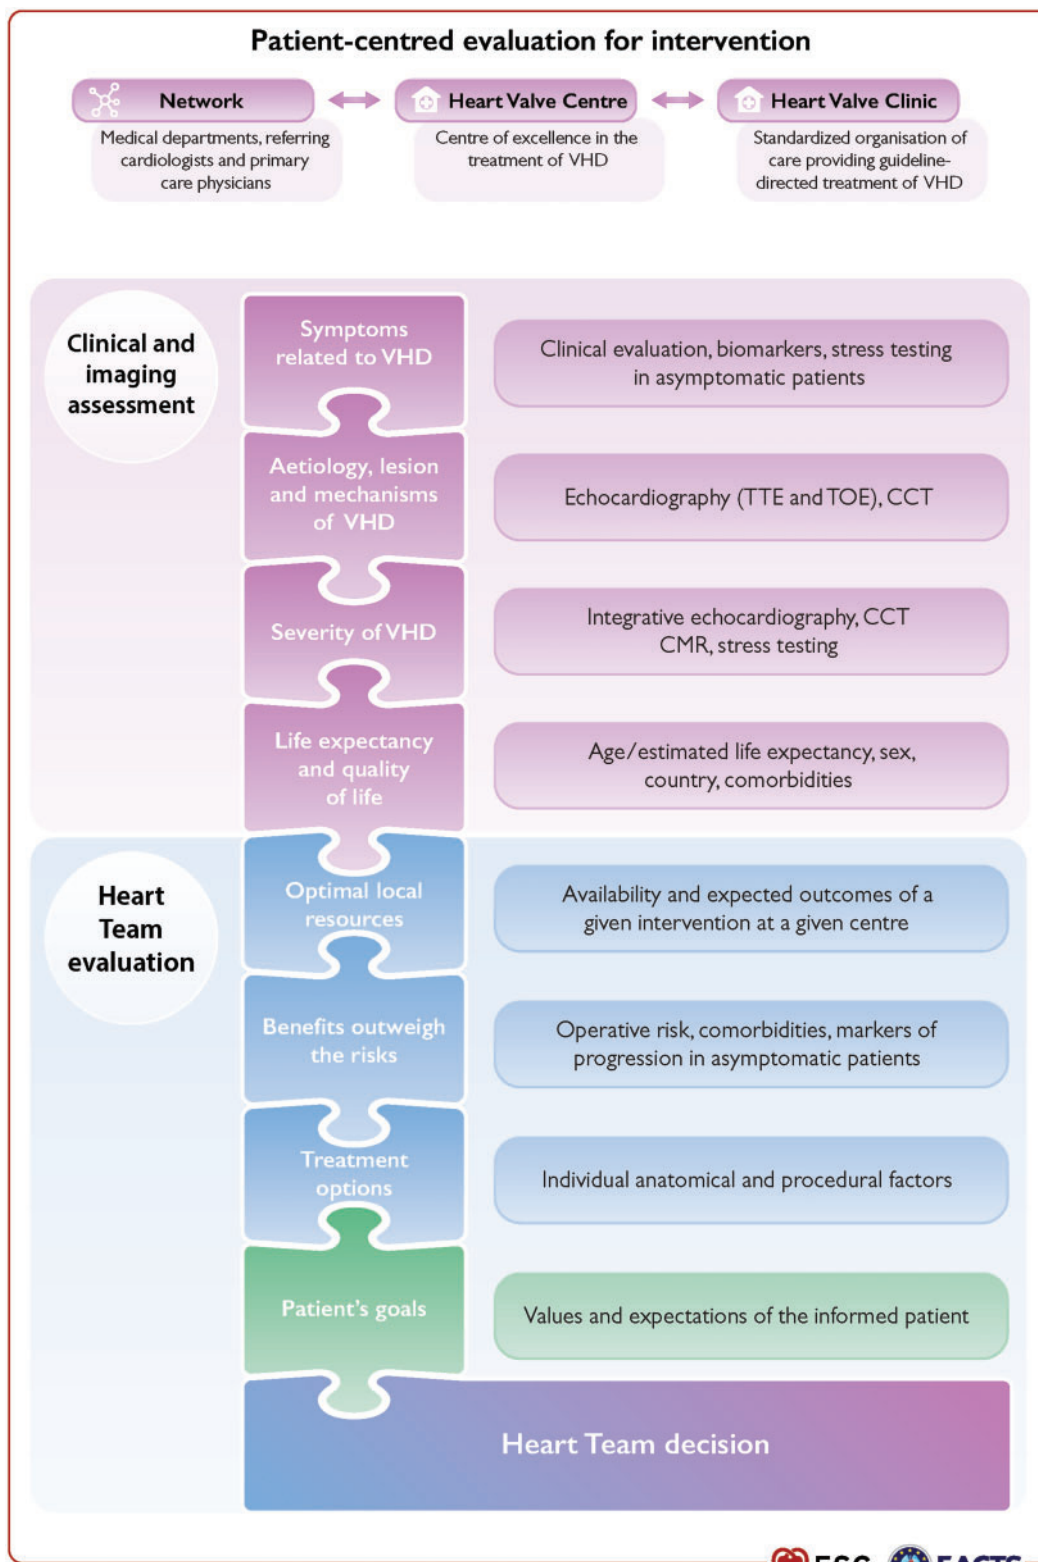 Patient-centred evaluation for intervention
Network
Medical departments, referring
cardiologists and primary
care physicians
Heart Valve Centre
Centre of excellence in the
treatment of VHD
Heart Valve Clinic
Standardized organisation of
care providing guideline-
directed treatment of VHD
Clinical and
imaging
assessment
Symptoms
related to VHD
Clinical evaluation, biomarkers, stress testing
in asymptomatic patients
Aetiology, lesion
and mechanisms
of VHD
Echocardiography (TTE and TOE), CCT
Severity of VHD
Integrative echocardiography, CCT
CMR, stress testing
Life expectancy
and quality
of life
Age/estimated life expectancy, sex,
country, comorbidities
Heart
Team
evaluation
Optimal local
resources
Availability and expected outcomes of a
given intervention at a given centre
Benefits outweigh
the risks
Operative risk, comorbidities, markers of
progression in asymptomatic patients
Treatment
options
Individual anatomical and procedural factors
Patient's goals
Values and expectations of the informed patient
Heart Team decision